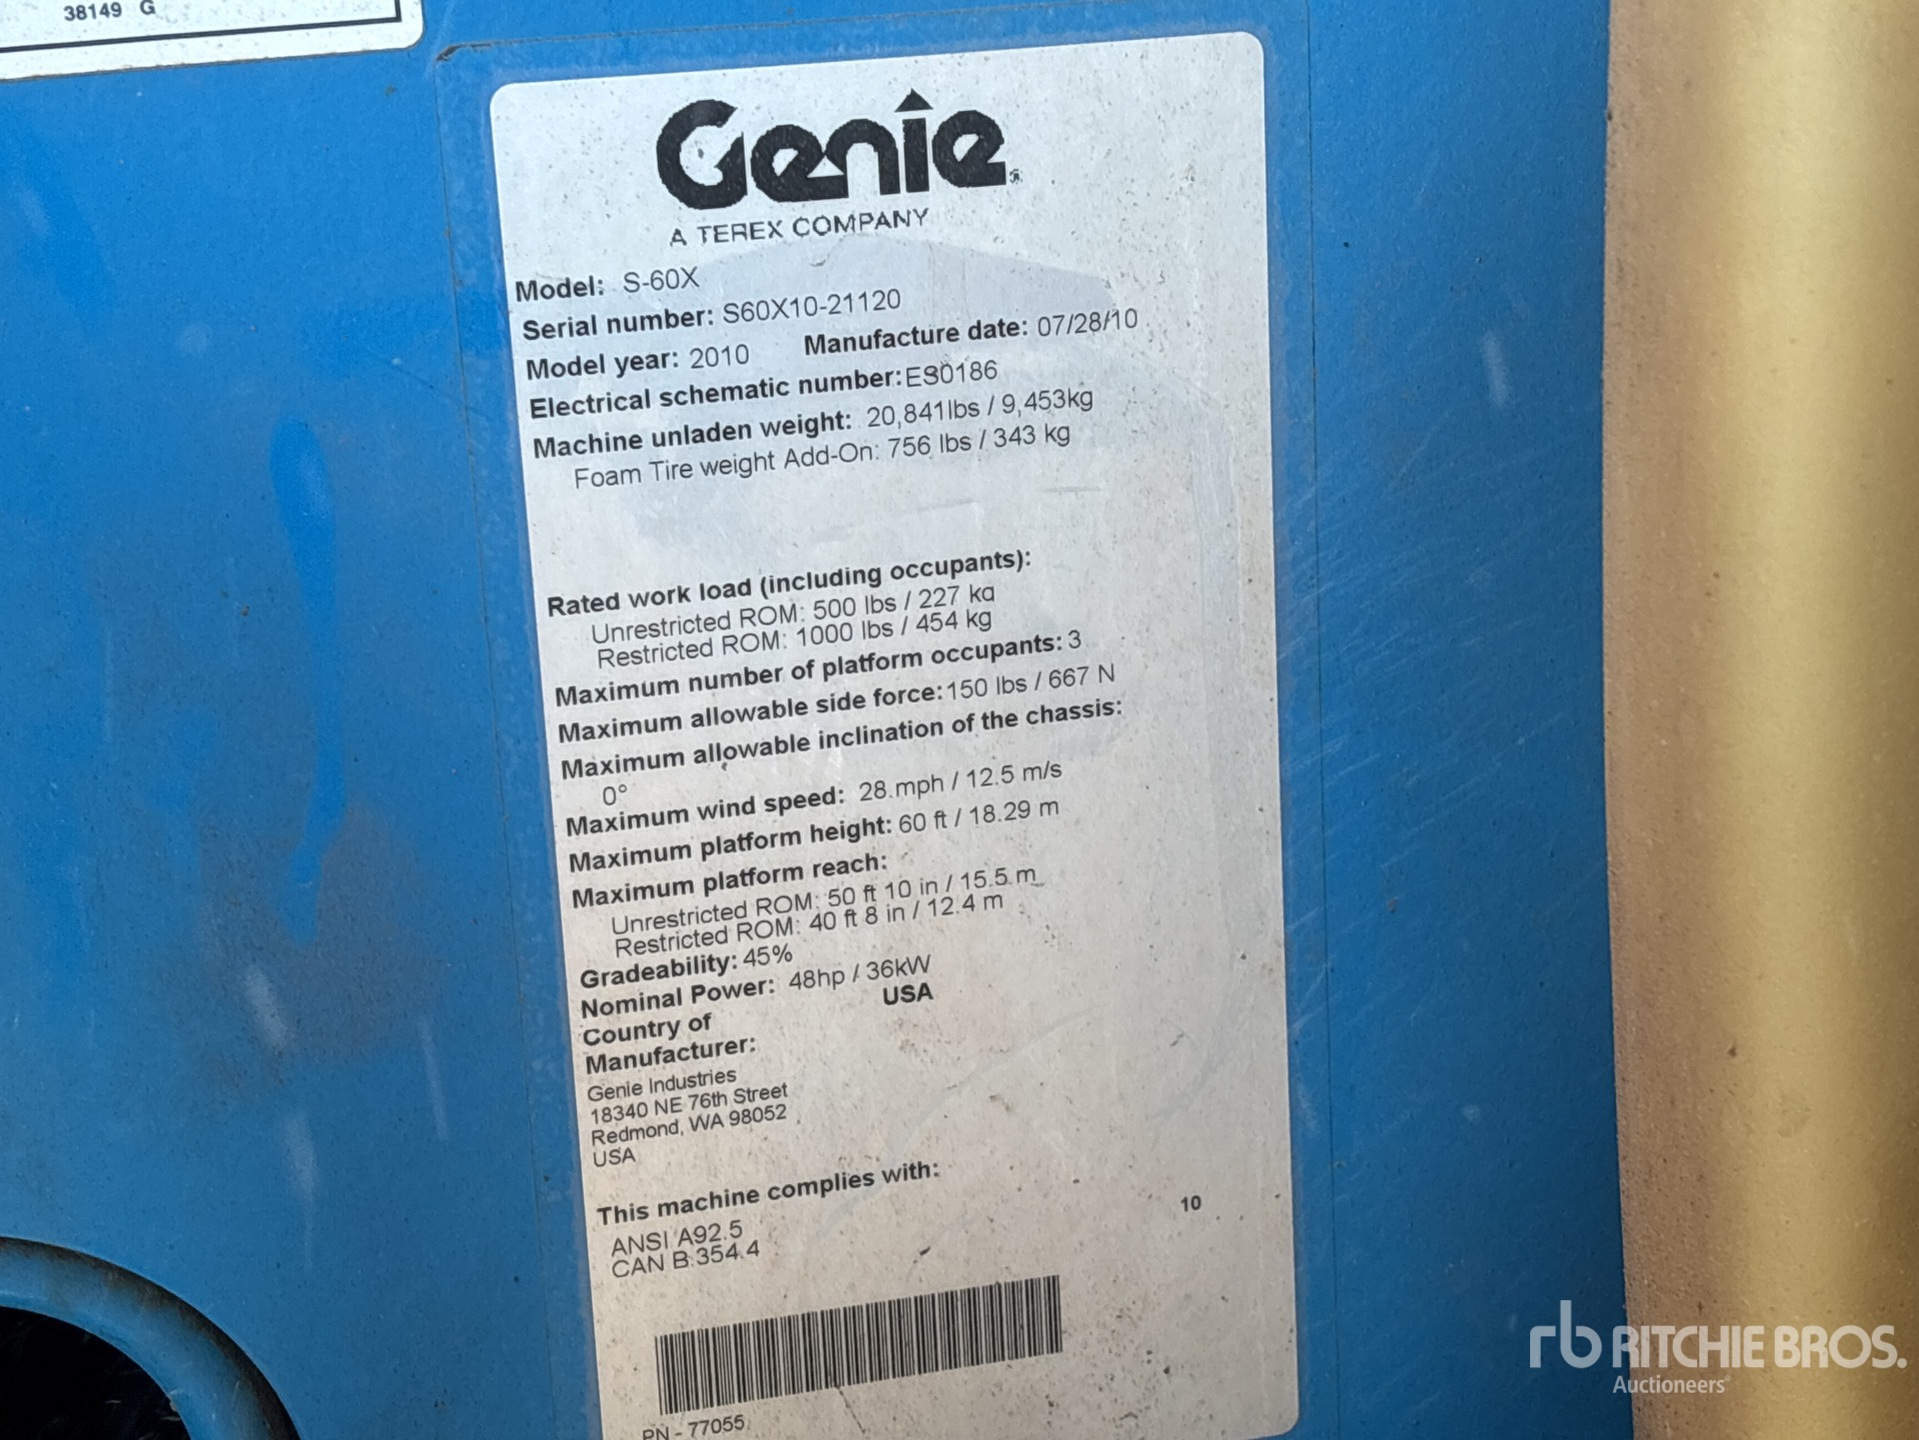 38149 G
Genie
A TEREX COMPANY
Model: S-60X
Serial number: S60X10-21120
Model year: 2010 Manufacture date: 07/28/10
Electrical schematic number: ES0186
Machine unladen weight: 20,841lbs / 9,453kg
Foam Tire weight Add-On: 756 lbs / 343 kg
Rated work load (including occupants):
Unrestricted ROM: 500 lbs / 227 kg
Restricted ROM: 1000 lbs / 454 kg
Maximum number of platform occupants: 3
Maximum allowable side force: 150 lbs / 667 N
Maximum allowable inclination of the chassis:
0°
Maximum wind speed: 28 mph / 12.5 m/s
Maximum platform height: 60 ft / 18.29 m
Maximum platform reach:
Unrestricted ROM: 50 ft 10 in / 15.5 m
Restricted ROM: 40 ft 8 in / 12.4 m
Gradeability: 45%
Nominal Power: 48hp / 36kW
Country of USA
Manufacturer:
Genie Industries
18340 NE 76th Street
Redmond, WA 98052
USA
This machine complies with:
ANSI A92.5
CAN B 354.4
10
PN - 77055
rb RITCHIE BROS.
Auctioneers